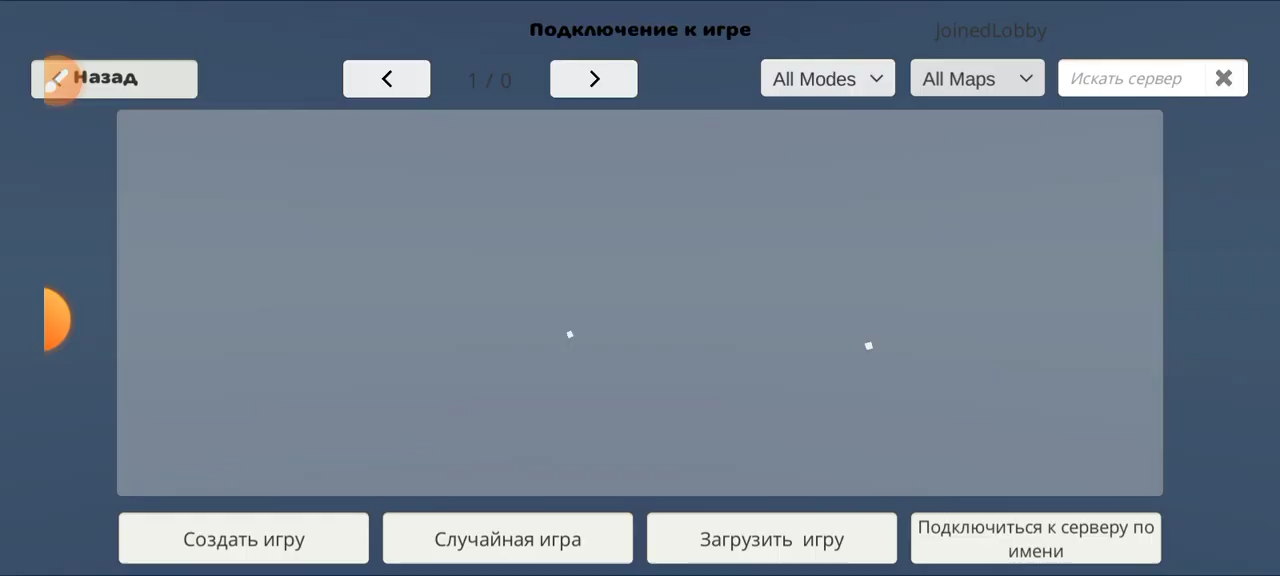 Подключение к игре
JoinedLobby
Назад
1 / 0
All Modes
All Maps
Искать сервер
Создать игру
Случайная игра
Загрузить игру
Подключиться к серверу по
имени